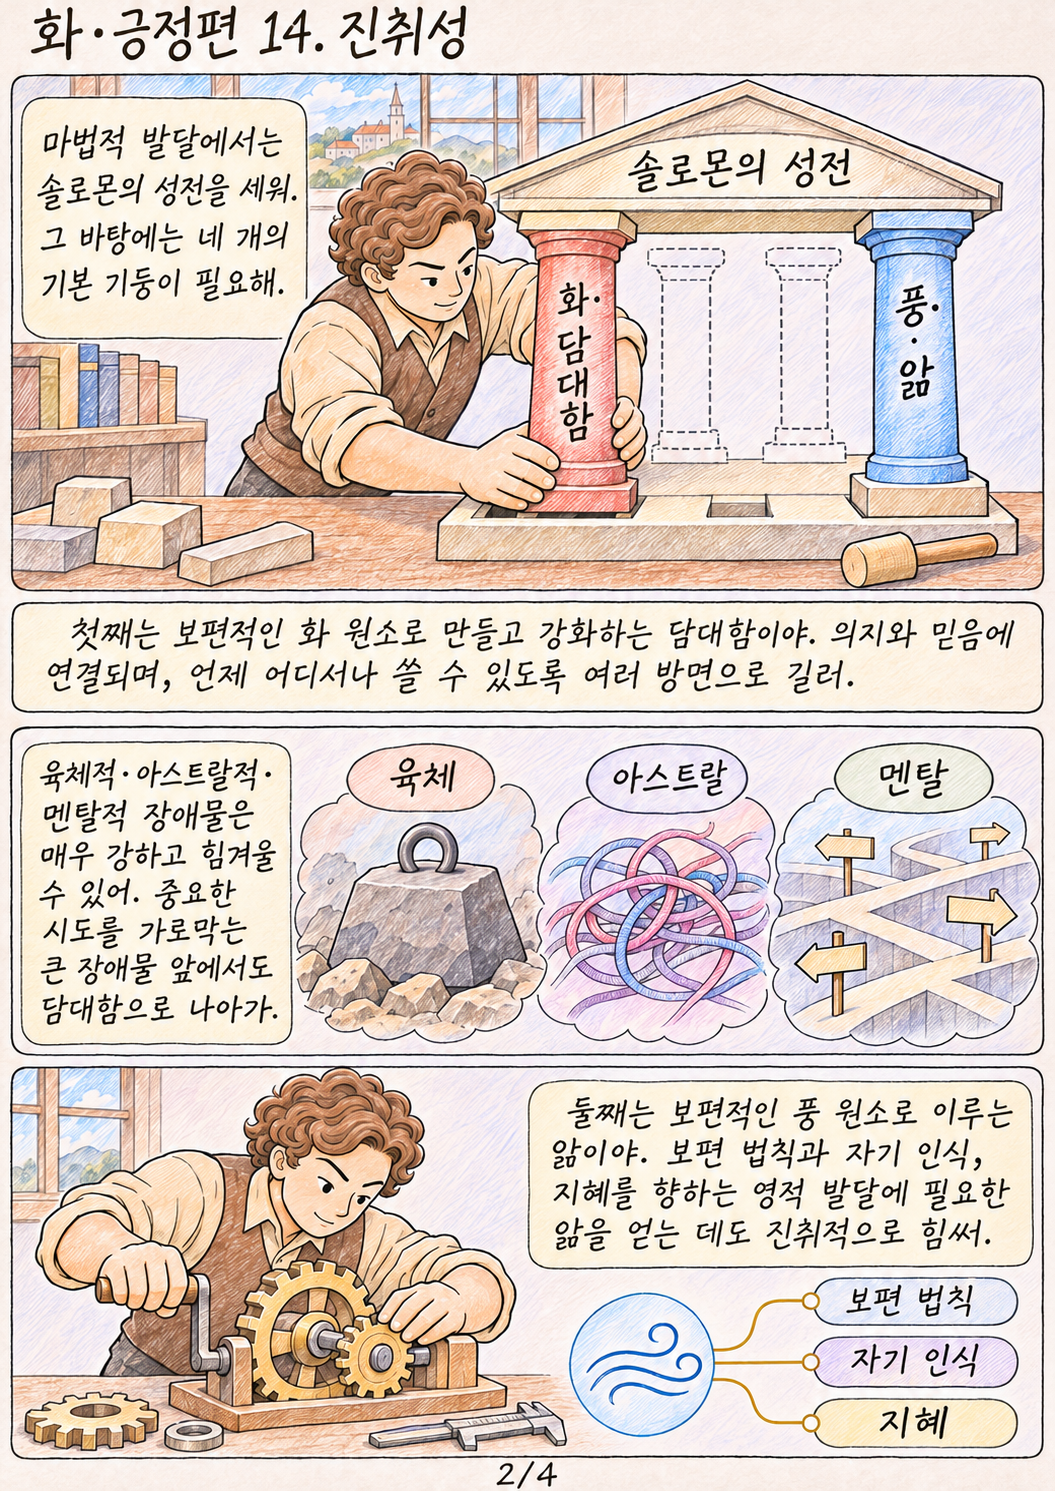 화·긍정편 14. 진취성
마법적 발달에서는
솔로몬의 성전을 세워.
그 바탕에는 네 개의
기본 기둥이 필요해.
솔로몬의 성전
화·담대함
풍·앎
첫째는 보편적인 화 원소로 만들고 강화하는 담대함이야. 의지와 믿음에
연결되며, 언제 어디서나 쓸 수 있도록 여러 방면으로 길러.
육체적·아스트랄적·
멘탈적 장애물은
매우 강하고 힘겨울
수 있어. 중요한
시도를 가로막는
큰 장애물 앞에서도
담대함으로 나아가.
육체
아스트랄
멘탈
둘째는 보편적인 풍 원소로 이루는
앎이야. 보편 법칙과 자기 인식,
지혜를 향하는 영적 발달에 필요한
앎을 얻는 데도 진취적으로 힘써.
보편 법칙
자기 인식
지혜
2/4